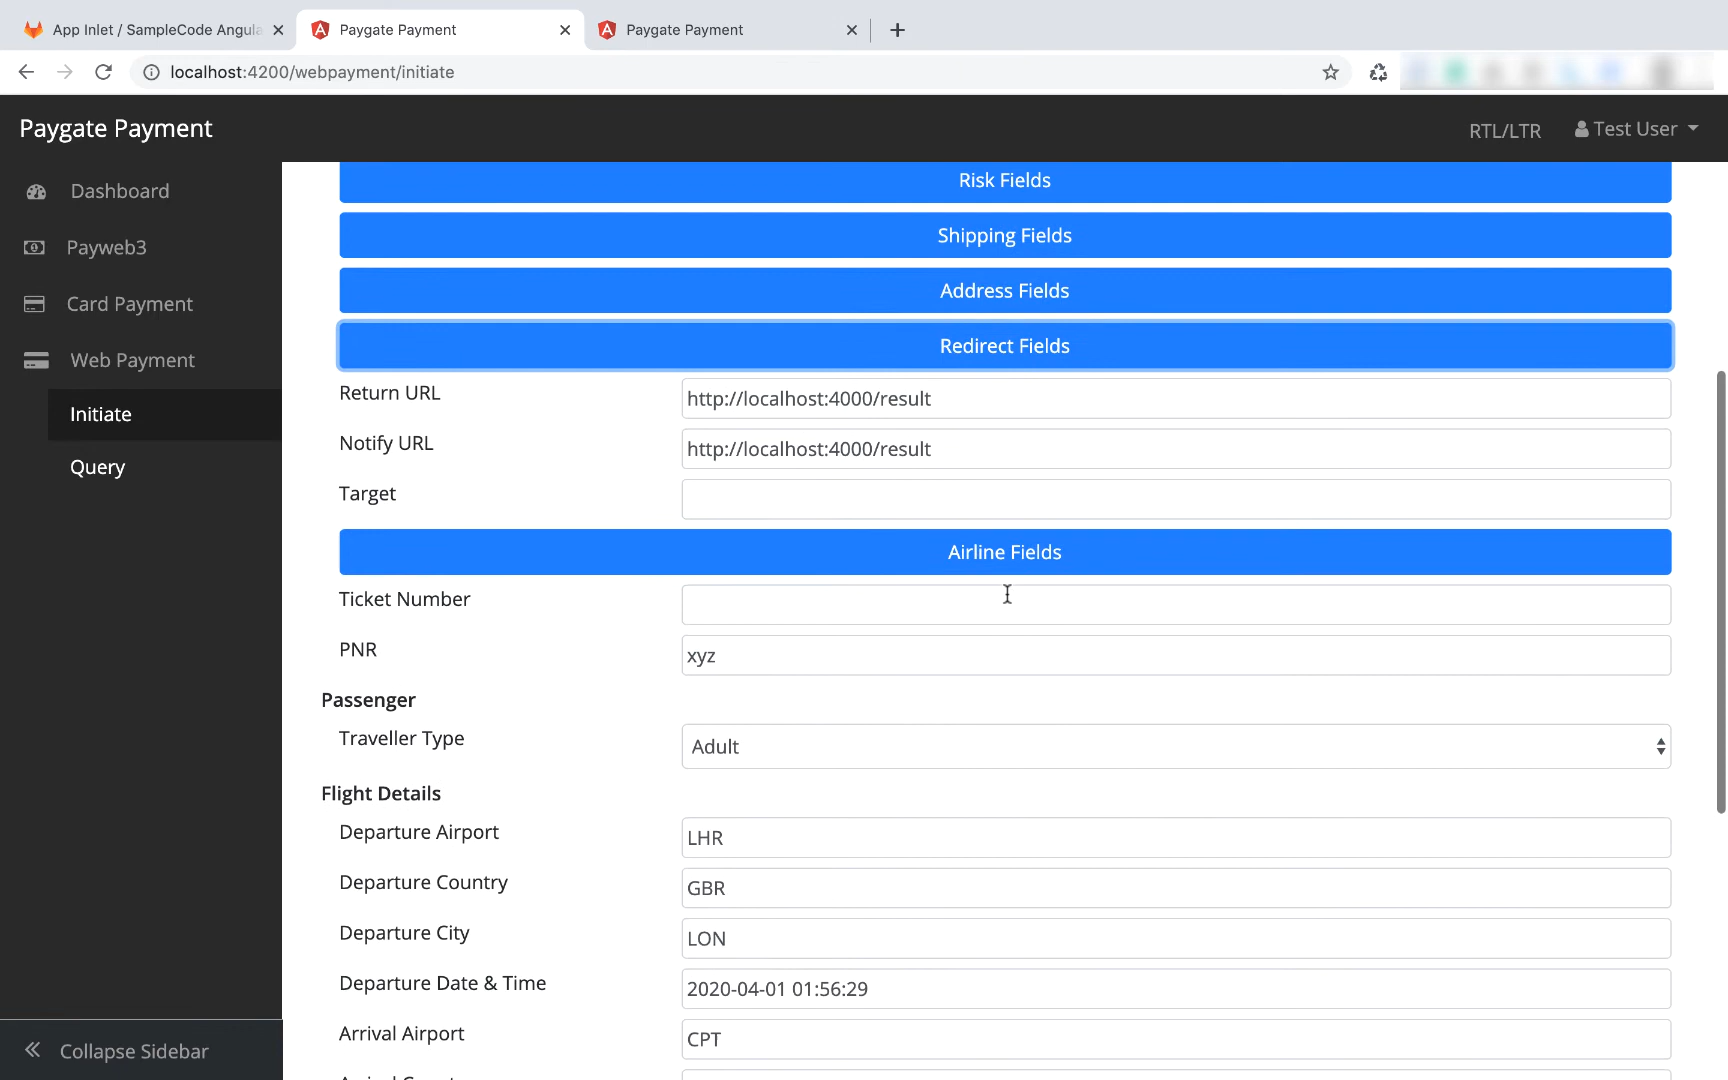 App Inlet / SampleCode Angula
Paygate Payment
Paygate Payment
localhost:4200/webpayment/initiate
Paygate Payment
RTL/LTR
Test User
Dashboard
Payweb3
Card Payment
Web Payment
Initiate
Query
Collapse Sidebar
Risk Fields
Shipping Fields
Address Fields
Redirect Fields
Return URL
http://localhost:4000/result
Notify URL
http://localhost:4000/result
Target
Airline Fields
Ticket Number
PNR
xyz
Passenger
Traveller Type
Adult
Flight Details
Departure Airport
LHR
Departure Country
GBR
Departure City
LON
Departure Date & Time
2020-04-01 01:56:29
Arrival Airport
CPT